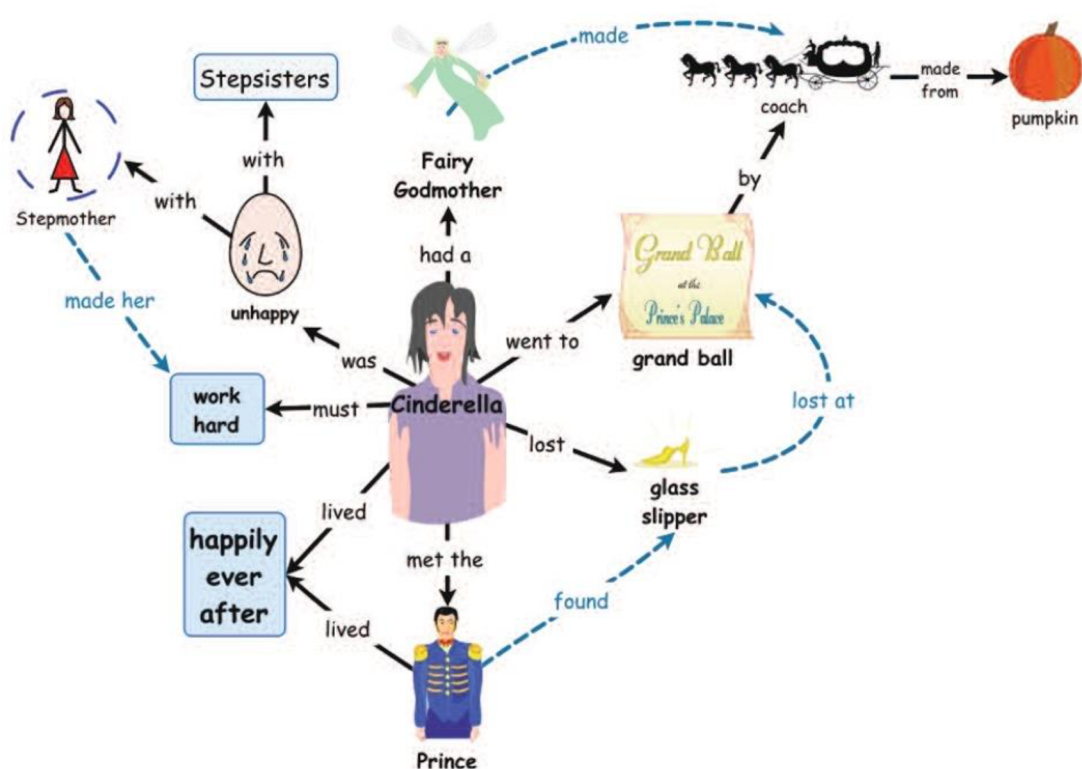 made
Stepsisters
made
from
coach
pumpkin
with
Fairy
Godmother
by
with
Stepmother
had a
Grand Ball
at the
Prince's Palace
made her
unhappy
went to
grand ball
was
work
hard
must
Cinderella
lost at
lost
glass
slipper
lived
happily
ever
after
met the
found
lived
Prince